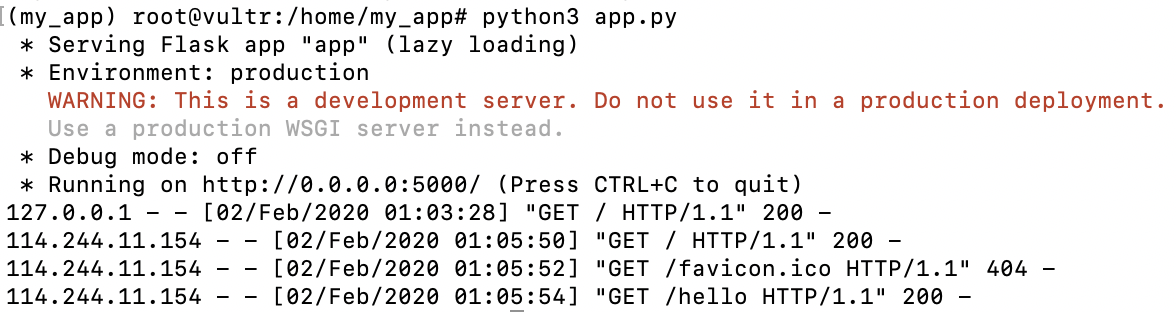 (my_app) root@vultr:/home/my_app# python3 app.py
 * Serving Flask app "app" (lazy loading)
 * Environment: production
   WARNING: This is a development server. Do not use it in a production deployment.
   Use a production WSGI server instead.
 * Debug mode: off
 * Running on http://0.0.0.0:5000/ (Press CTRL+C to quit)
127.0.0.1 - - [02/Feb/2020 01:03:28] "GET / HTTP/1.1" 200 -
114.244.11.154 - - [02/Feb/2020 01:05:50] "GET / HTTP/1.1" 200 -
114.244.11.154 - - [02/Feb/2020 01:05:52] "GET /favicon.ico HTTP/1.1" 404 -
114.244.11.154 - - [02/Feb/2020 01:05:54] "GET /hello HTTP/1.1" 200 -